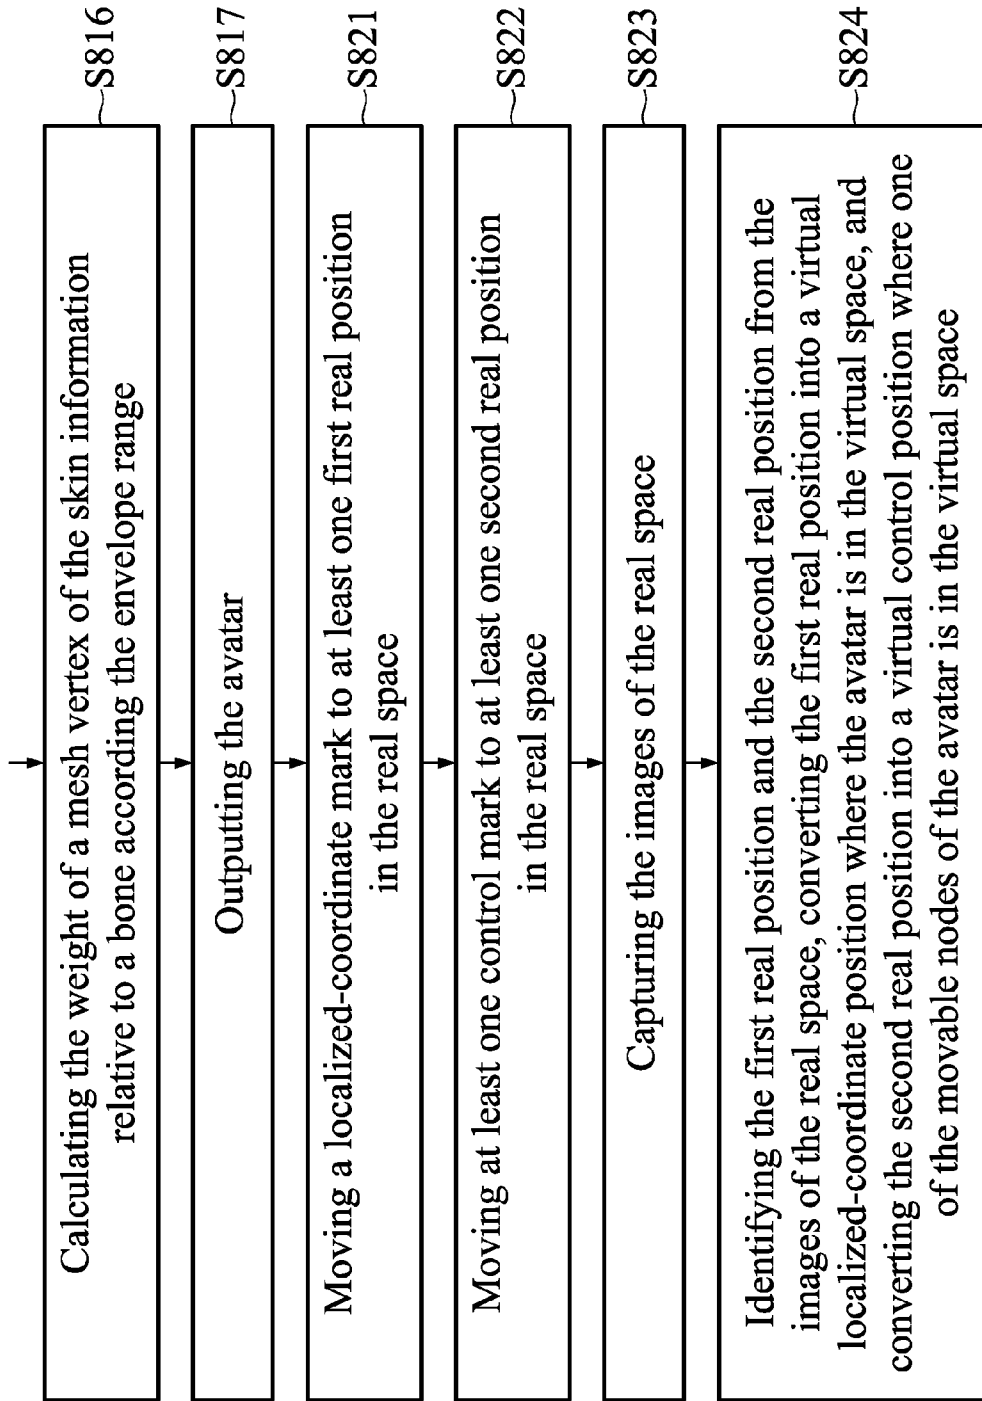 Calculating the weight of a mesh vertex of the skin information
relative to a bone according the envelope range
S816
Outputting the avatar
S817
Moving a localized-coordinate mark to at least one first real position
in the real space
S821
Moving at least one control mark to at least one second real position
in the real space
S822
Capturing the images of the real space
S823
Identifying the first real position and the second real position from the
images of the real space, converting the first real position into a virtual
localized-coordinate position where the avatar is in the virtual space, and
converting the second real position into a virtual control position where one
of the movable nodes of the avatar is in the virtual space
S824